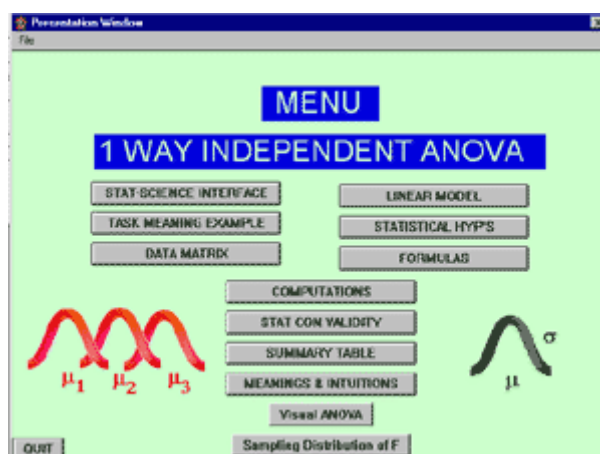 Presentation Window
File
MENU
1 WAY INDEPENDENT ANOVA
STAT-SCIENCE INTERFACE
LINEAR MODEL
TASK MEANING EXAMPLE
STATISTICAL HYP'S
DATA MATRIX
FORMULAS
COMPUTATIONS
STAT CON VALIDITY
SUMMARY TABLE
MEANINGS & INTUITIONS
μ1 μ2 μ3
σ
μ
Visual ANOVA
QUIT
Sampling Distribution of F